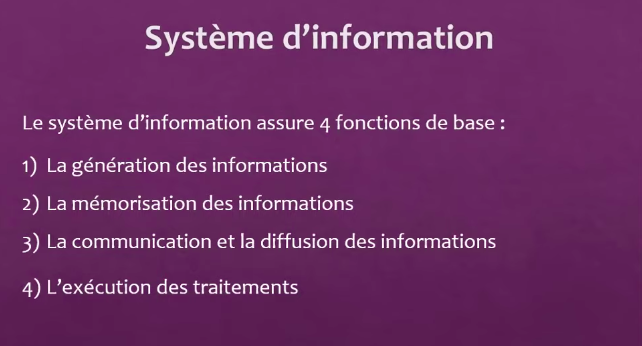 Système d’information
Le système d’information assure 4 fonctions de base :
1) La génération des informations
2) La mémorisation des informations
3) La communication et la diffusion des informations
4) L’exécution des traitements